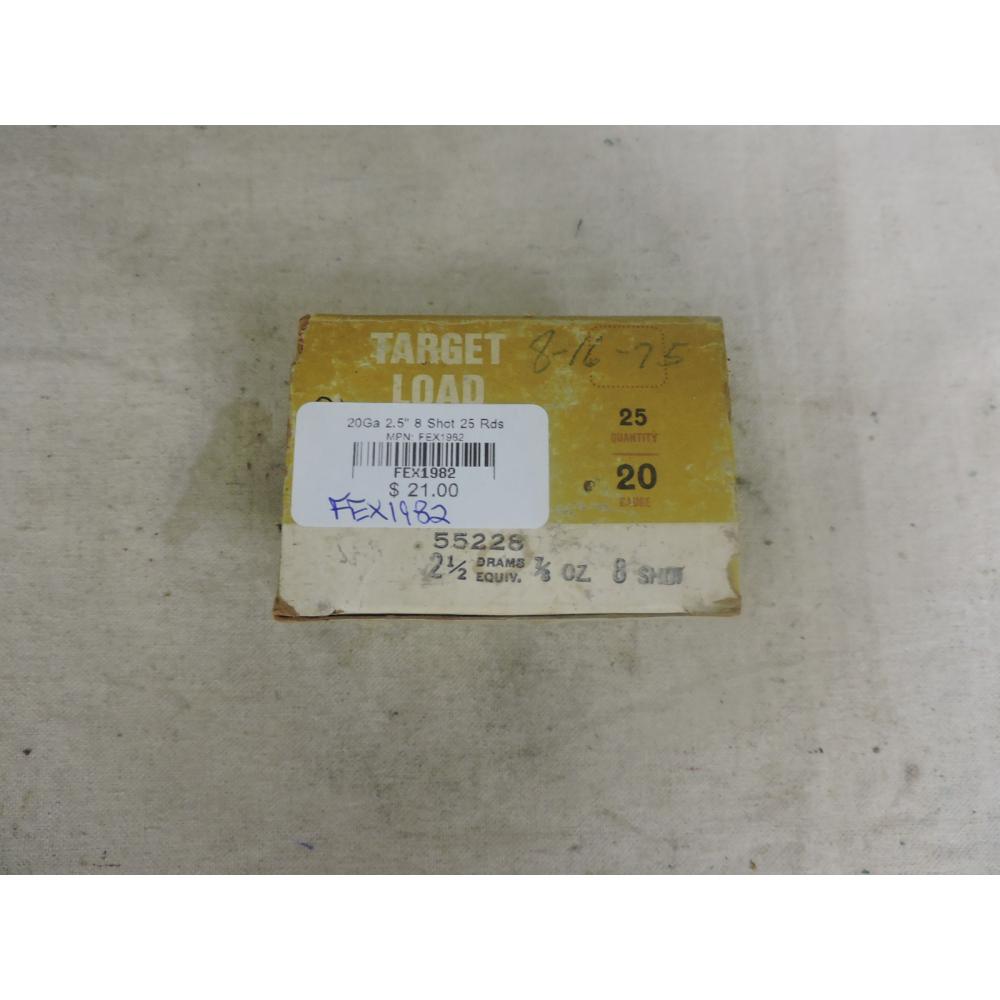 TARGET
LOAD
8-16-75
25
QUANTITY
20
GAUGE
20Ga 2.5" 8 Shot 25 Rds
MPN: FEX1982
FEX1982
$ 21.00
FEX1982
55228
2½ DRAMS EQUIV. ⅞ OZ. 8 SHOT